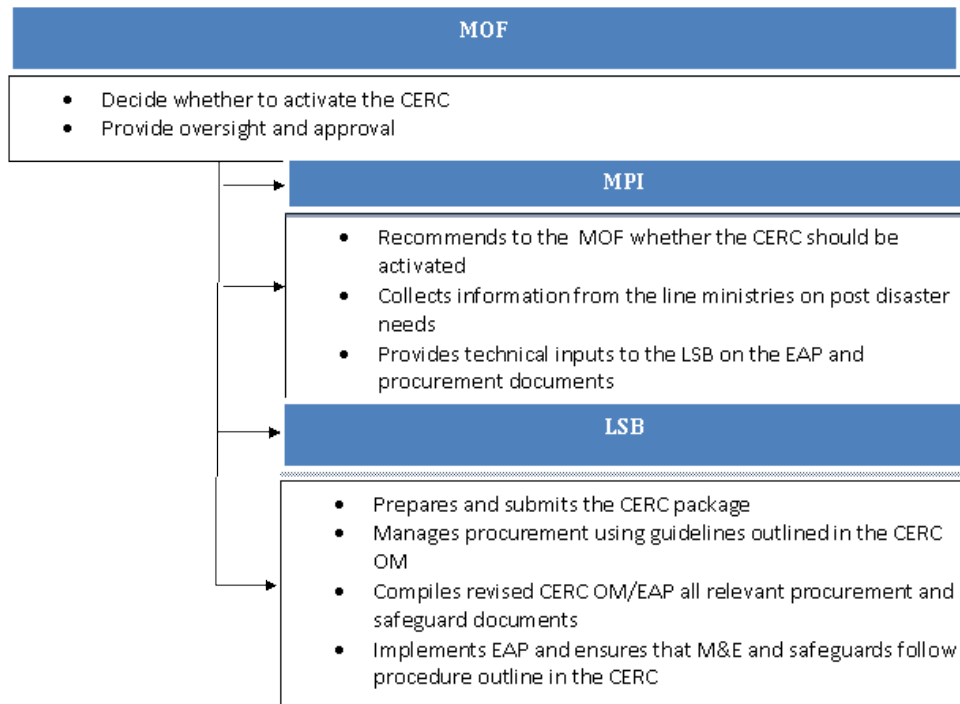 MOF
• Decide whether to activate the CERC
• Provide oversight and approval
MPI
• Recommends to the MOF whether the CERC should be
activated
• Collects information from the line ministries on post disaster
needs
• Provides technical inputs to the LSB on the EAP and
procurement documents
LSB
• Prepares and submits the CERC package
• Manages procurement using guidelines outlined in the CERC
OM
• Compiles revised CERC OM/EAP all relevant procurement and
safeguard documents
• Implements EAP and ensures that M&E and safeguards follow
procedure outline in the CERC